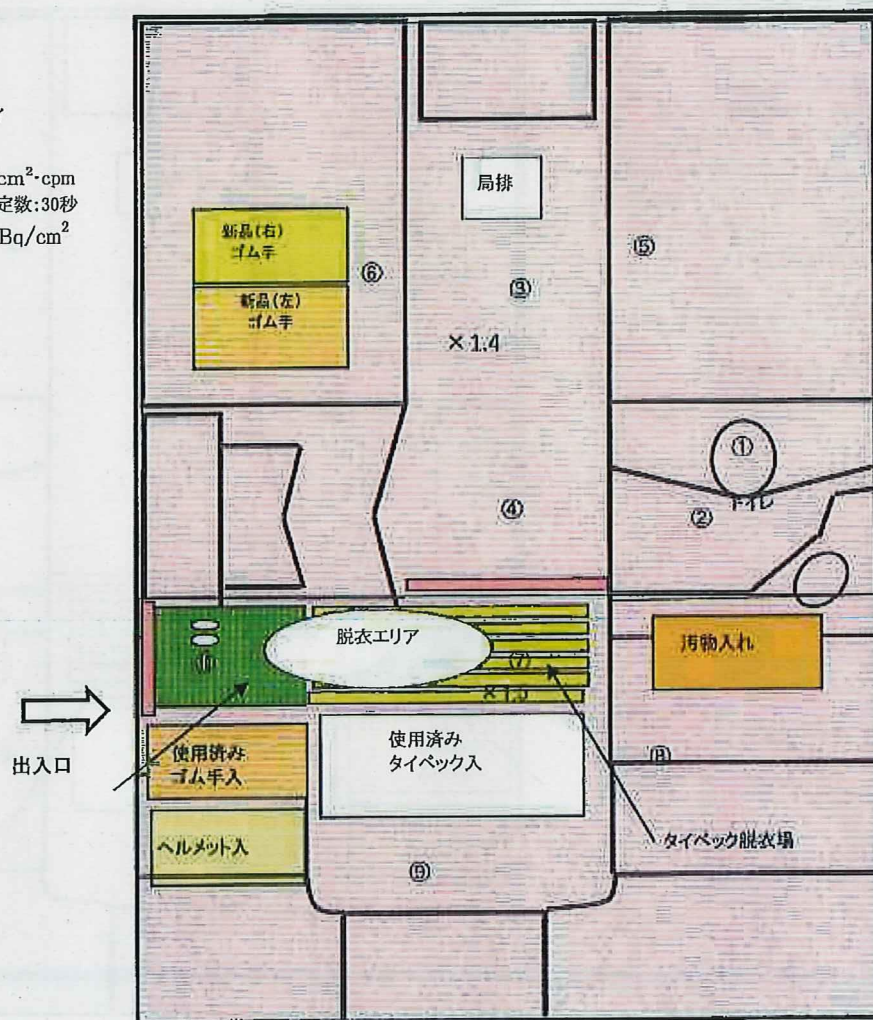 cm²·cpm
定数:30秒
Bq/cm²
局排
新品(右)
ゴム手
新品(左)
ゴム手
⑥
③
⑤
×1.4
①
トイレ
④
②
脱衣エリア
⑦
×1.0
汚物入れ
出入口
使用済み
ゴム手入
使用済み
タイベック入
⑧
ヘルメット入
タイベック脱衣場
⑨